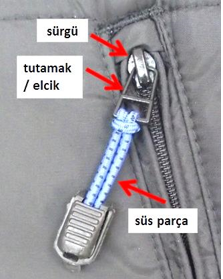 sürgü
tutamak
/ elcik
süs parça